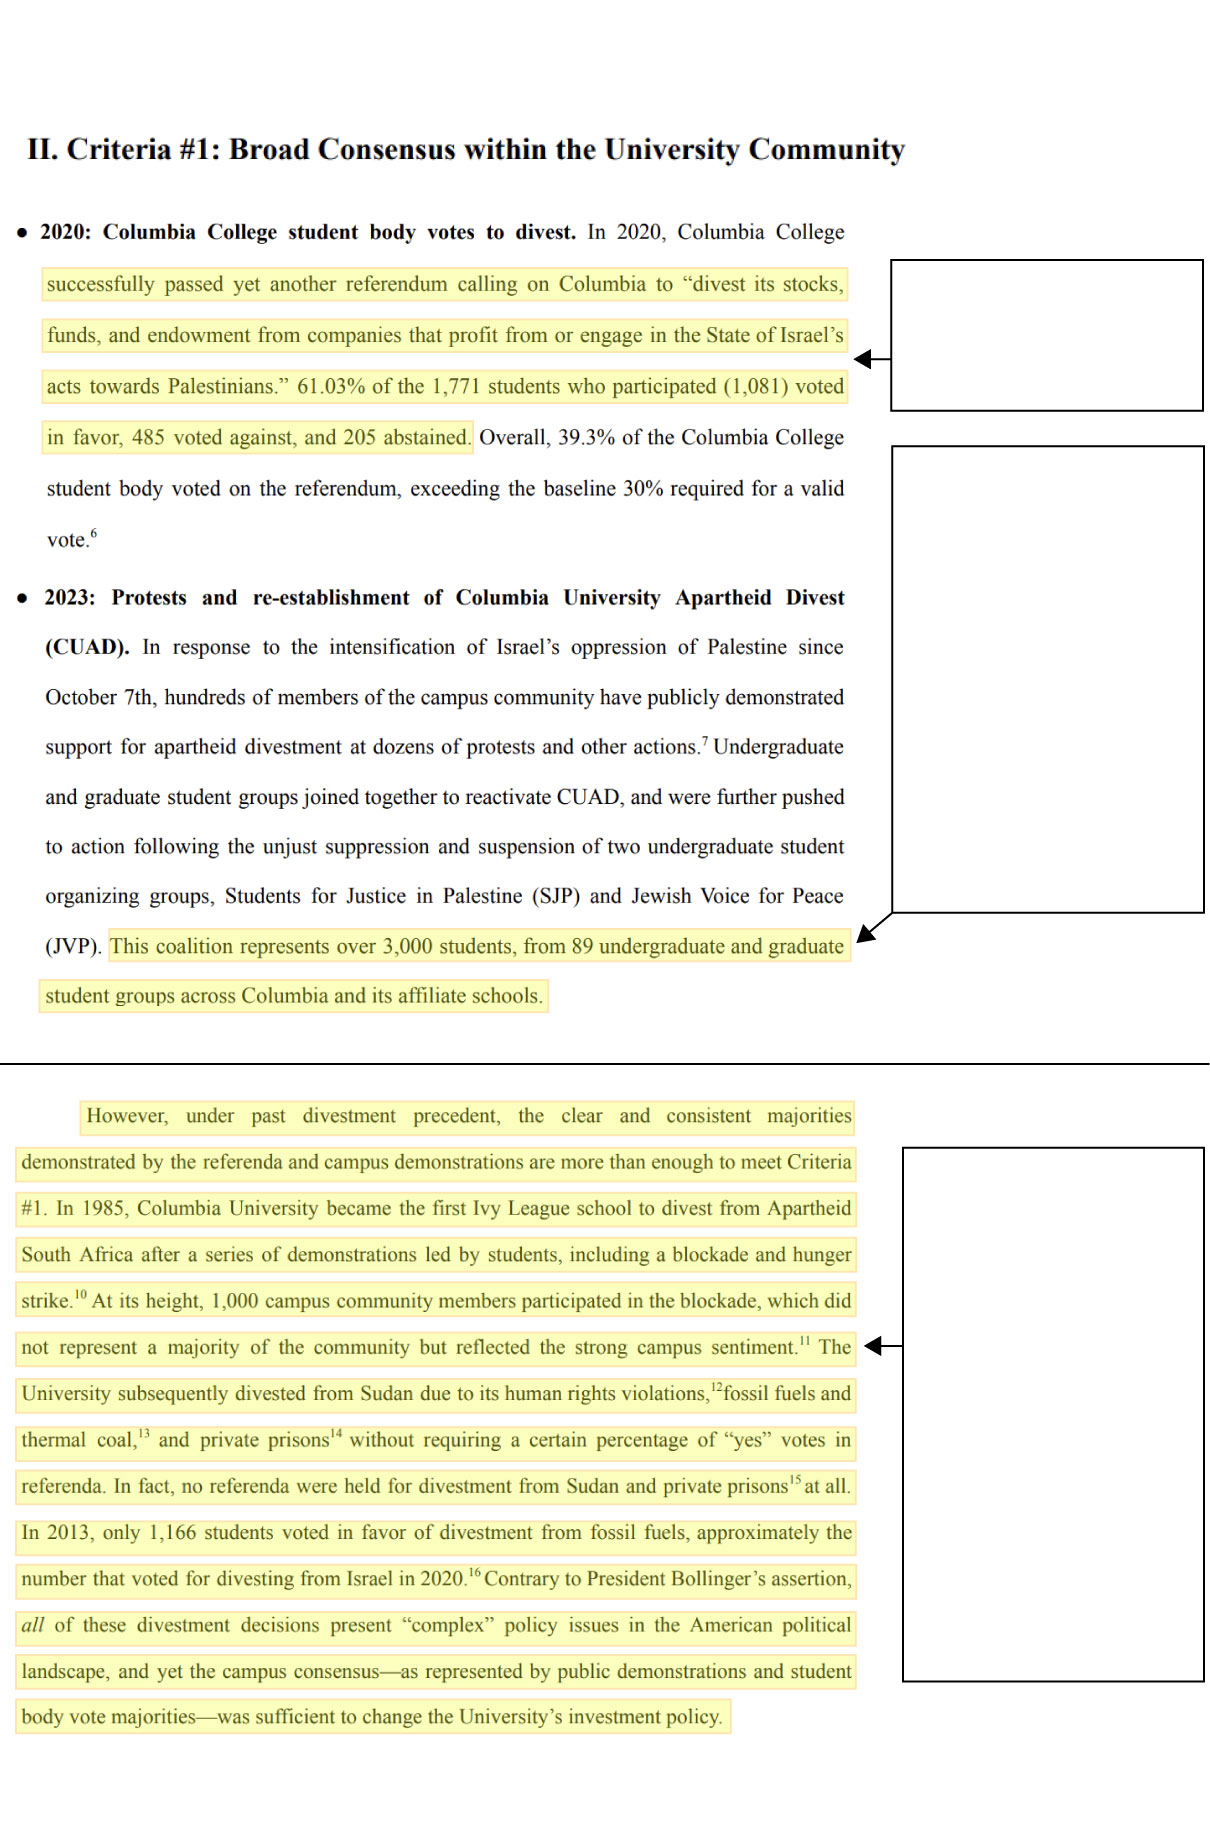 II. Criteria #1: Broad Consensus within the University Community
● 2020: Columbia College student body votes to divest. In 2020, Columbia College
successfully passed yet another referendum calling on Columbia to “divest its stocks,
funds, and endowment from companies that profit from or engage in the State of Israel’s
acts towards Palestinians.” 61.03% of the 1,771 students who participated (1,081) voted
in favor, 485 voted against, and 205 abstained. Overall, 39.3% of the Columbia College
student body voted on the referendum, exceeding the baseline 30% required for a valid
vote.⁶
● 2023: Protests and re-establishment of Columbia University Apartheid Divest
(CUAD). In response to the intensification of Israel’s oppression of Palestine since
October 7th, hundreds of members of the campus community have publicly demonstrated
support for apartheid divestment at dozens of protests and other actions.⁷ Undergraduate
and graduate student groups joined together to reactivate CUAD, and were further pushed
to action following the unjust suppression and suspension of two undergraduate student
organizing groups, Students for Justice in Palestine (SJP) and Jewish Voice for Peace
(JVP). This coalition represents over 3,000 students, from 89 undergraduate and graduate
student groups across Columbia and its affiliate schools.
However, under past divestment precedent, the clear and consistent majorities
demonstrated by the referenda and campus demonstrations are more than enough to meet Criteria
#1. In 1985, Columbia University became the first Ivy League school to divest from Apartheid
South Africa after a series of demonstrations led by students, including a blockade and hunger
strike.¹⁰ At its height, 1,000 campus community members participated in the blockade, which did
not represent a majority of the community but reflected the strong campus sentiment.¹¹ The
University subsequently divested from Sudan due to its human rights violations,¹²fossil fuels and
thermal coal,¹³ and private prisons¹⁴ without requiring a certain percentage of “yes” votes in
referenda. In fact, no referenda were held for divestment from Sudan and private prisons¹⁵ at all.
In 2013, only 1,166 students voted in favor of divestment from fossil fuels, approximately the
number that voted for divesting from Israel in 2020.¹⁶ Contrary to President Bollinger’s assertion,
all of these divestment decisions present “complex” policy issues in the American political
landscape, and yet the campus consensus—as represented by public demonstrations and student
body vote majorities—was sufficient to change the University’s investment policy.